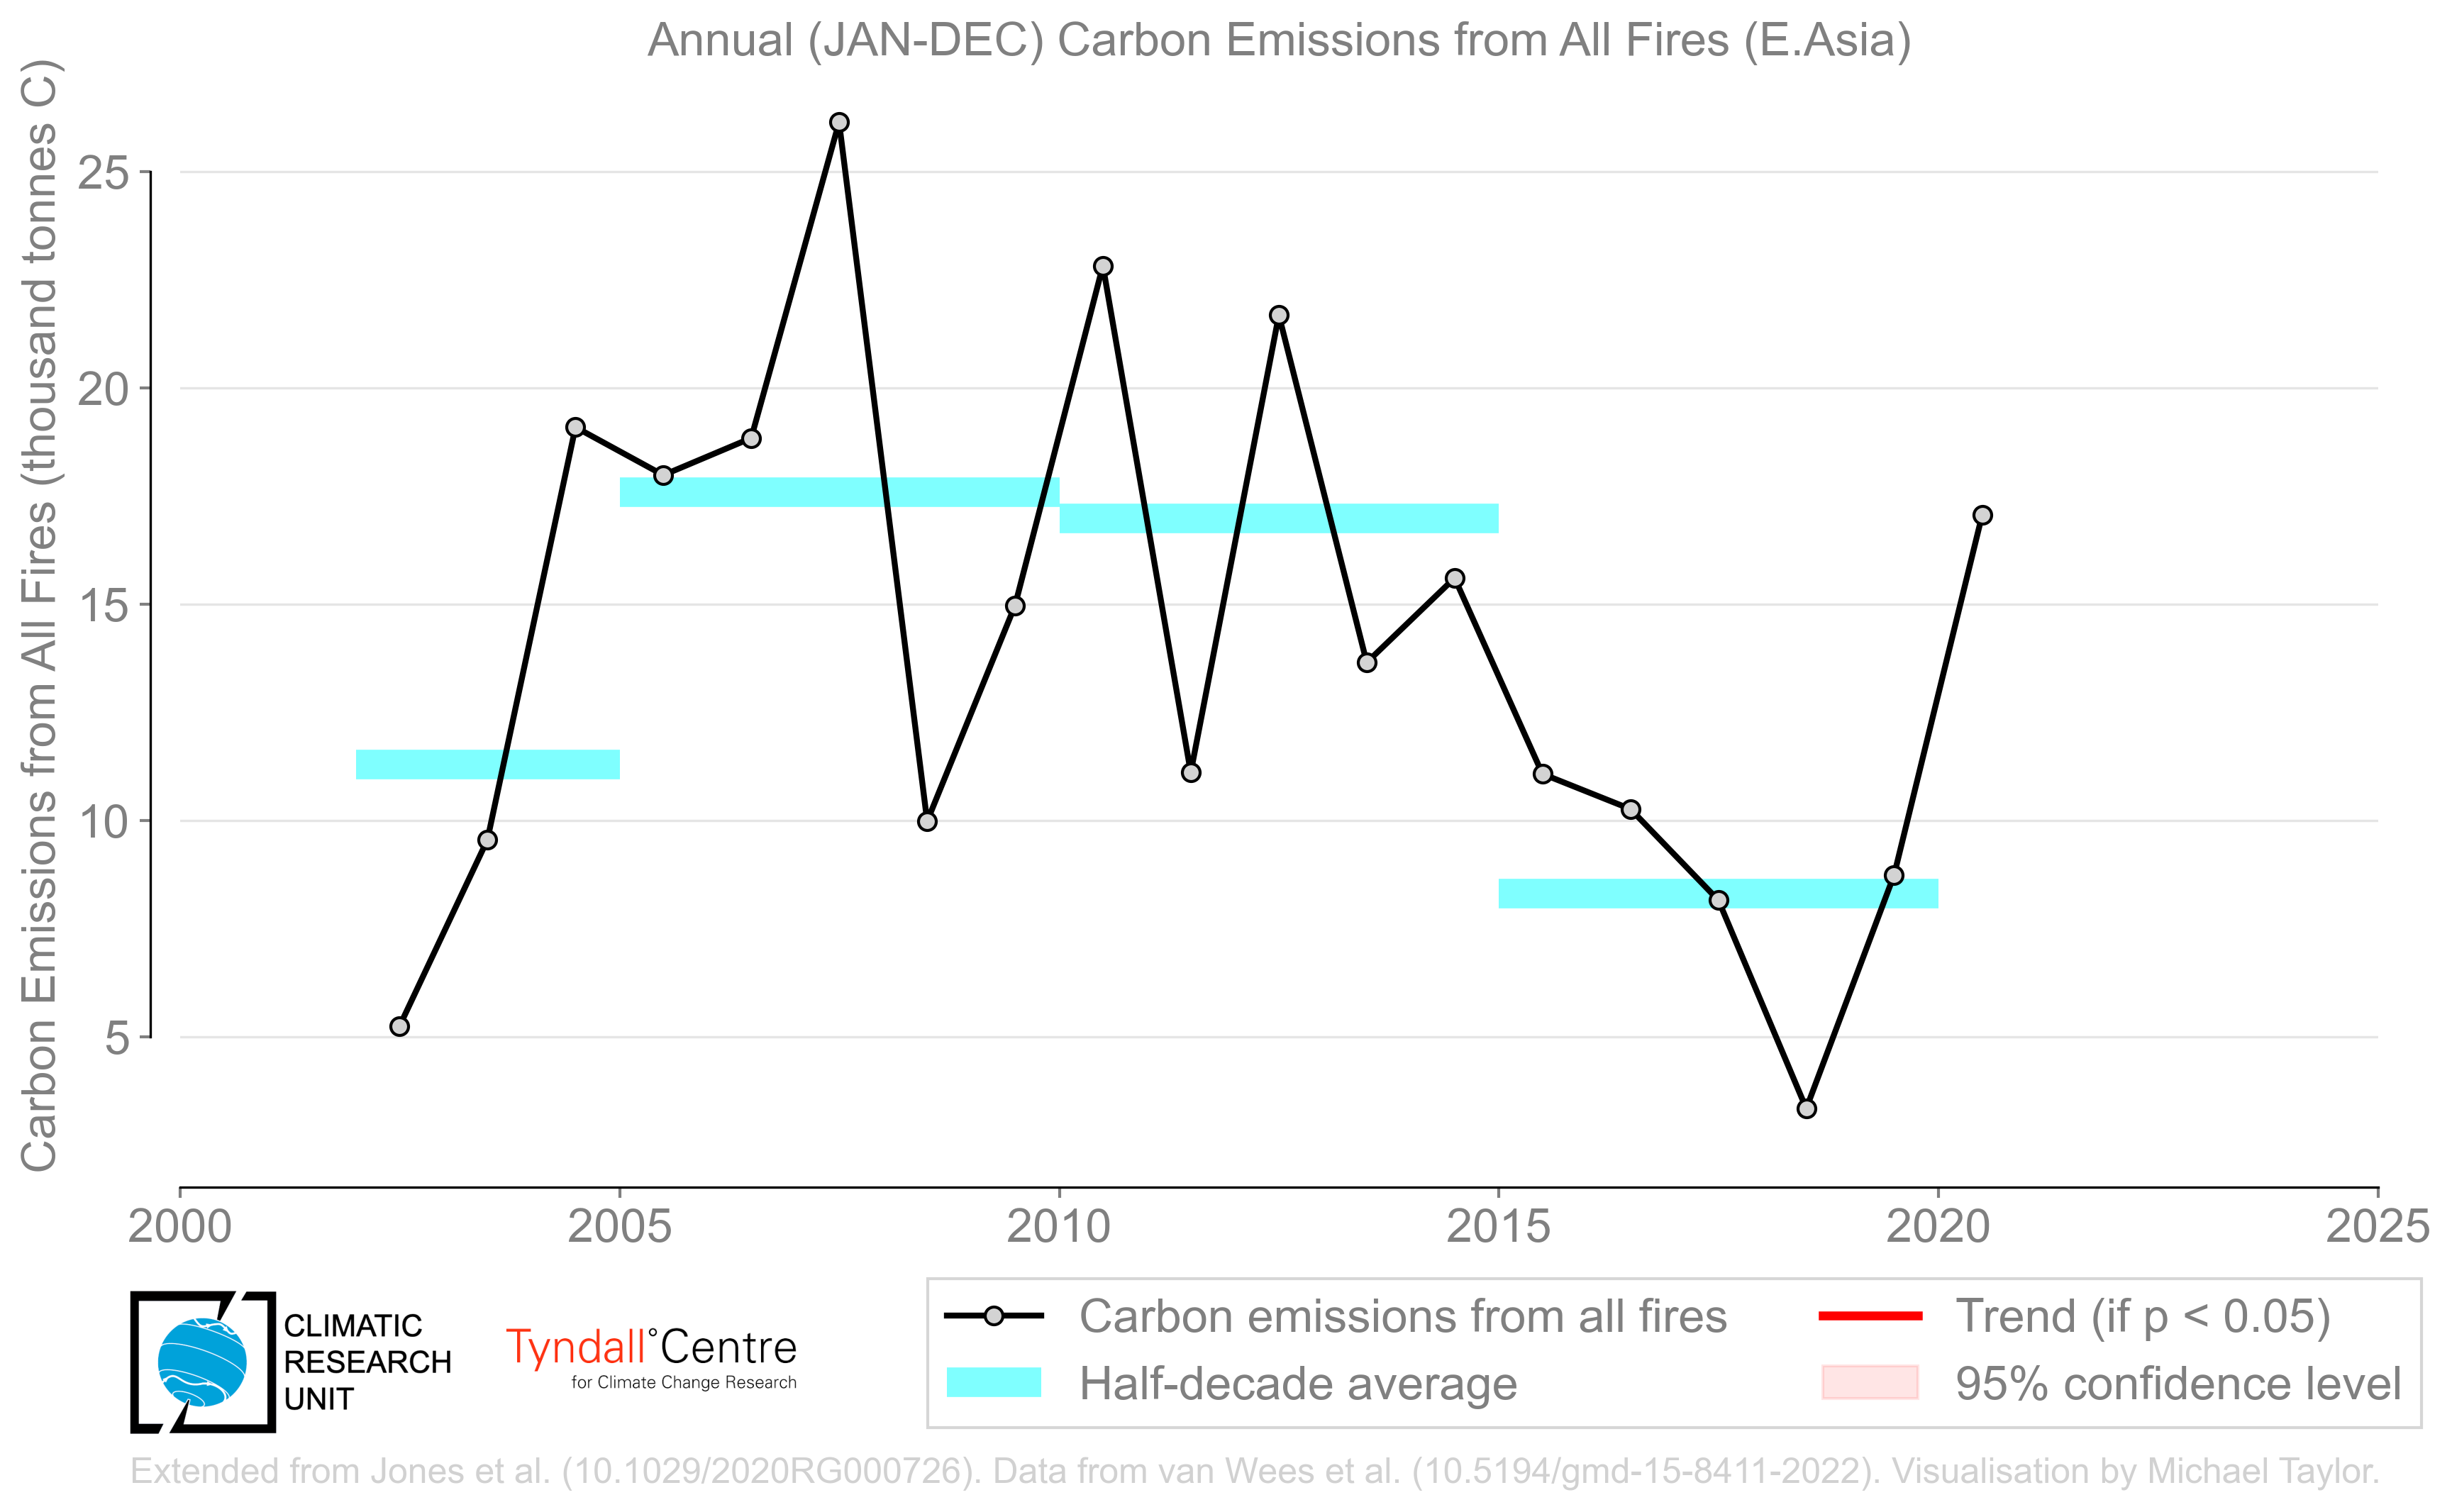 Annual (JAN-DEC) Carbon Emissions from All Fires (E.Asia)
Carbon Emissions from All Fires (thousand tonnes C)
25
20
15
10
5
2000
2005
2010
2015
2020
2025
CLIMATIC
RESEARCH
UNIT
Tyndall°Centre
for Climate Change Research
Carbon emissions from all fires
Half-decade average
Trend (if p < 0.05)
95% confidence level
Extended from Jones et al. (10.1029/2020RG000726). Data from van Wees et al. (10.5194/gmd-15-8411-2022). Visualisation by Michael Taylor.